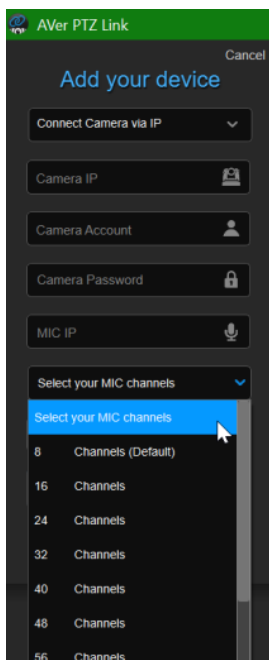 AVer PTZ Link
Cancel
Add your device
Connect Camera via IP
Camera IP
Camera Account
Camera Password
MIC IP
Select your MIC channels
Select your MIC channels
8 Channels (Default)
16 Channels
24 Channels
32 Channels
40 Channels
48 Channels
56 Channels